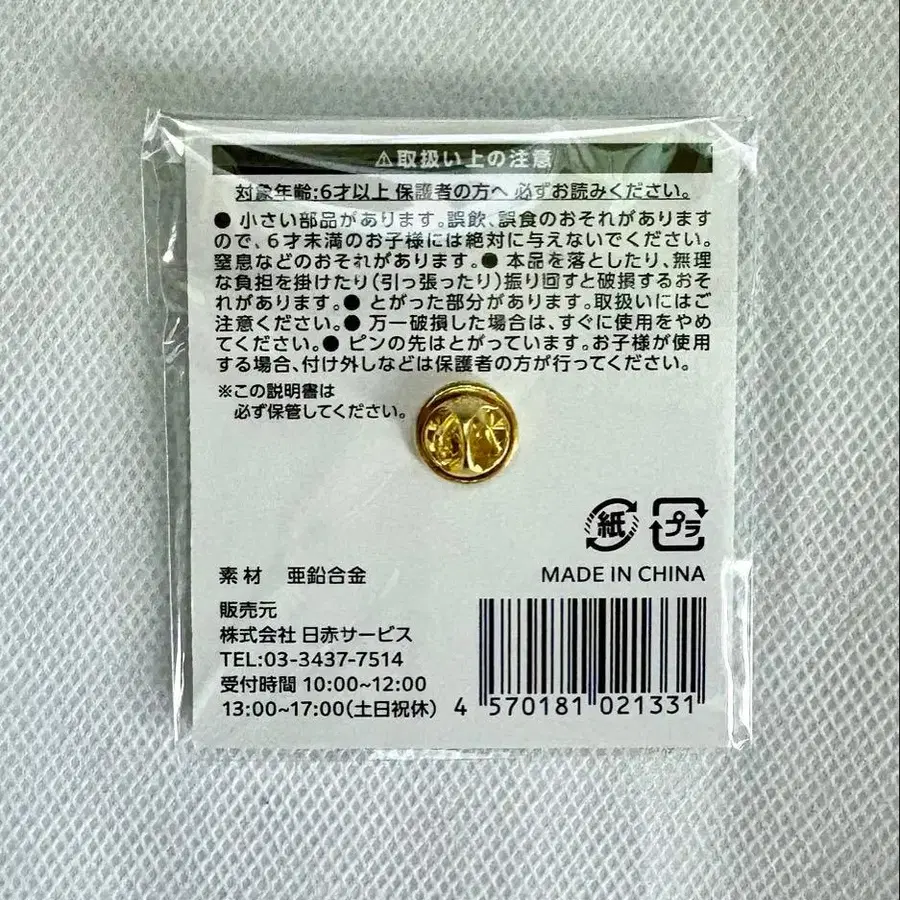 ⚠取扱い上の注意
対象年齢:6才以上 保護者の方へ 必ずお読みください。
● 小さい部品があります。誤飲、誤食のおそれがあります
ので、6才未満のお子様には絶対に与えないでください。
窒息などのおそれがあります。● 本品を落としたり、無理
な負担を掛けたり(引っ張ったり)振り回すと破損するおそ
れがあります。● とがった部分があります。取扱いにはご
注意ください。● 万一破損した場合は、すぐに使用をやめ
てください。● ピンの先はとがっています。お子様が使用
する場合、付け外しなどは保護者の方が行ってください。
※この説明書は
必ず保管してください。
紙 プラ
素材 亜鉛合金
MADE IN CHINA
販売元
株式会社 日赤サービス
TEL:03-3437-7514
受付時間 10:00~12:00
13:00~17:00(土日祝休)
4 570181 021331